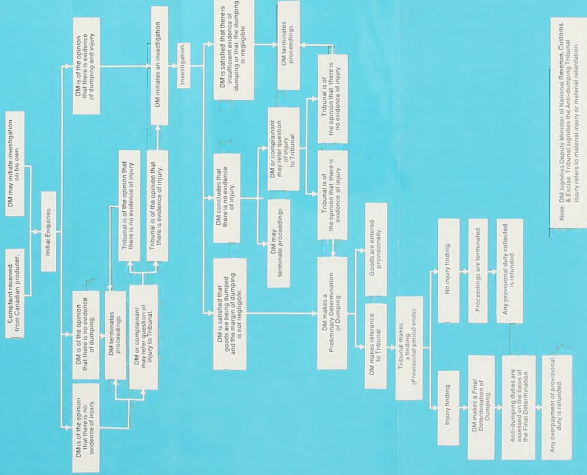 Complaint received
from Canadian producer.
DM may initiate investigation
on his own.
Initial Enquiries
DM is of the opinion
that there is no
evidence of injury.
DM is of the opinion
that there is no evidence
of dumping.
DM is of the opinion
that there is evidence
of dumping and injury.
DM terminates
proceedings.
DM or complainant
may refer question of
injury to Tribunal.
Tribunal is of the opinion that
there is no evidence of injury.
Tribunal is of the opinion that
there is evidence of injury.
DM initiates an investigation
Investigation
DM is satisfied that
goods are being dumped
and the margin of dumping
is not negligible.
DM concludes that
there is no evidence
of injury.
DM is satisfied that there is
insufficient evidence of
dumping or that the dumping
is negligible.
DM may
terminate proceedings.
DM or complainant
may refer question
of injury
to Tribunal.
DM terminates
proceedings.
Tribunal is of
the opinion that there is
evidence of injury
Tribunal is of
the opinion that there is
no evidence of injury.
DM makes a
Preliminary Determination
of Dumping.
DM makes reference
to Tribunal
Goods are entered
provisionally
Tribunal makes
a finding
(Provisional period ends)
Injury finding
No injury finding
DM makes a Final
Determination of
Dumping.
Proceedings are terminated
Anti-dumping duties are
assessed on the basis of
the Final Determination
Any provisional duty collected
is refunded
Any overpayment of provisional
duty is refunded.
Note: DM signifies Deputy Minister of National Revenue, Customs
& Excise. Tribunal signifies the Anti-dumping Tribunal
Injury refers to material injury or material retardation